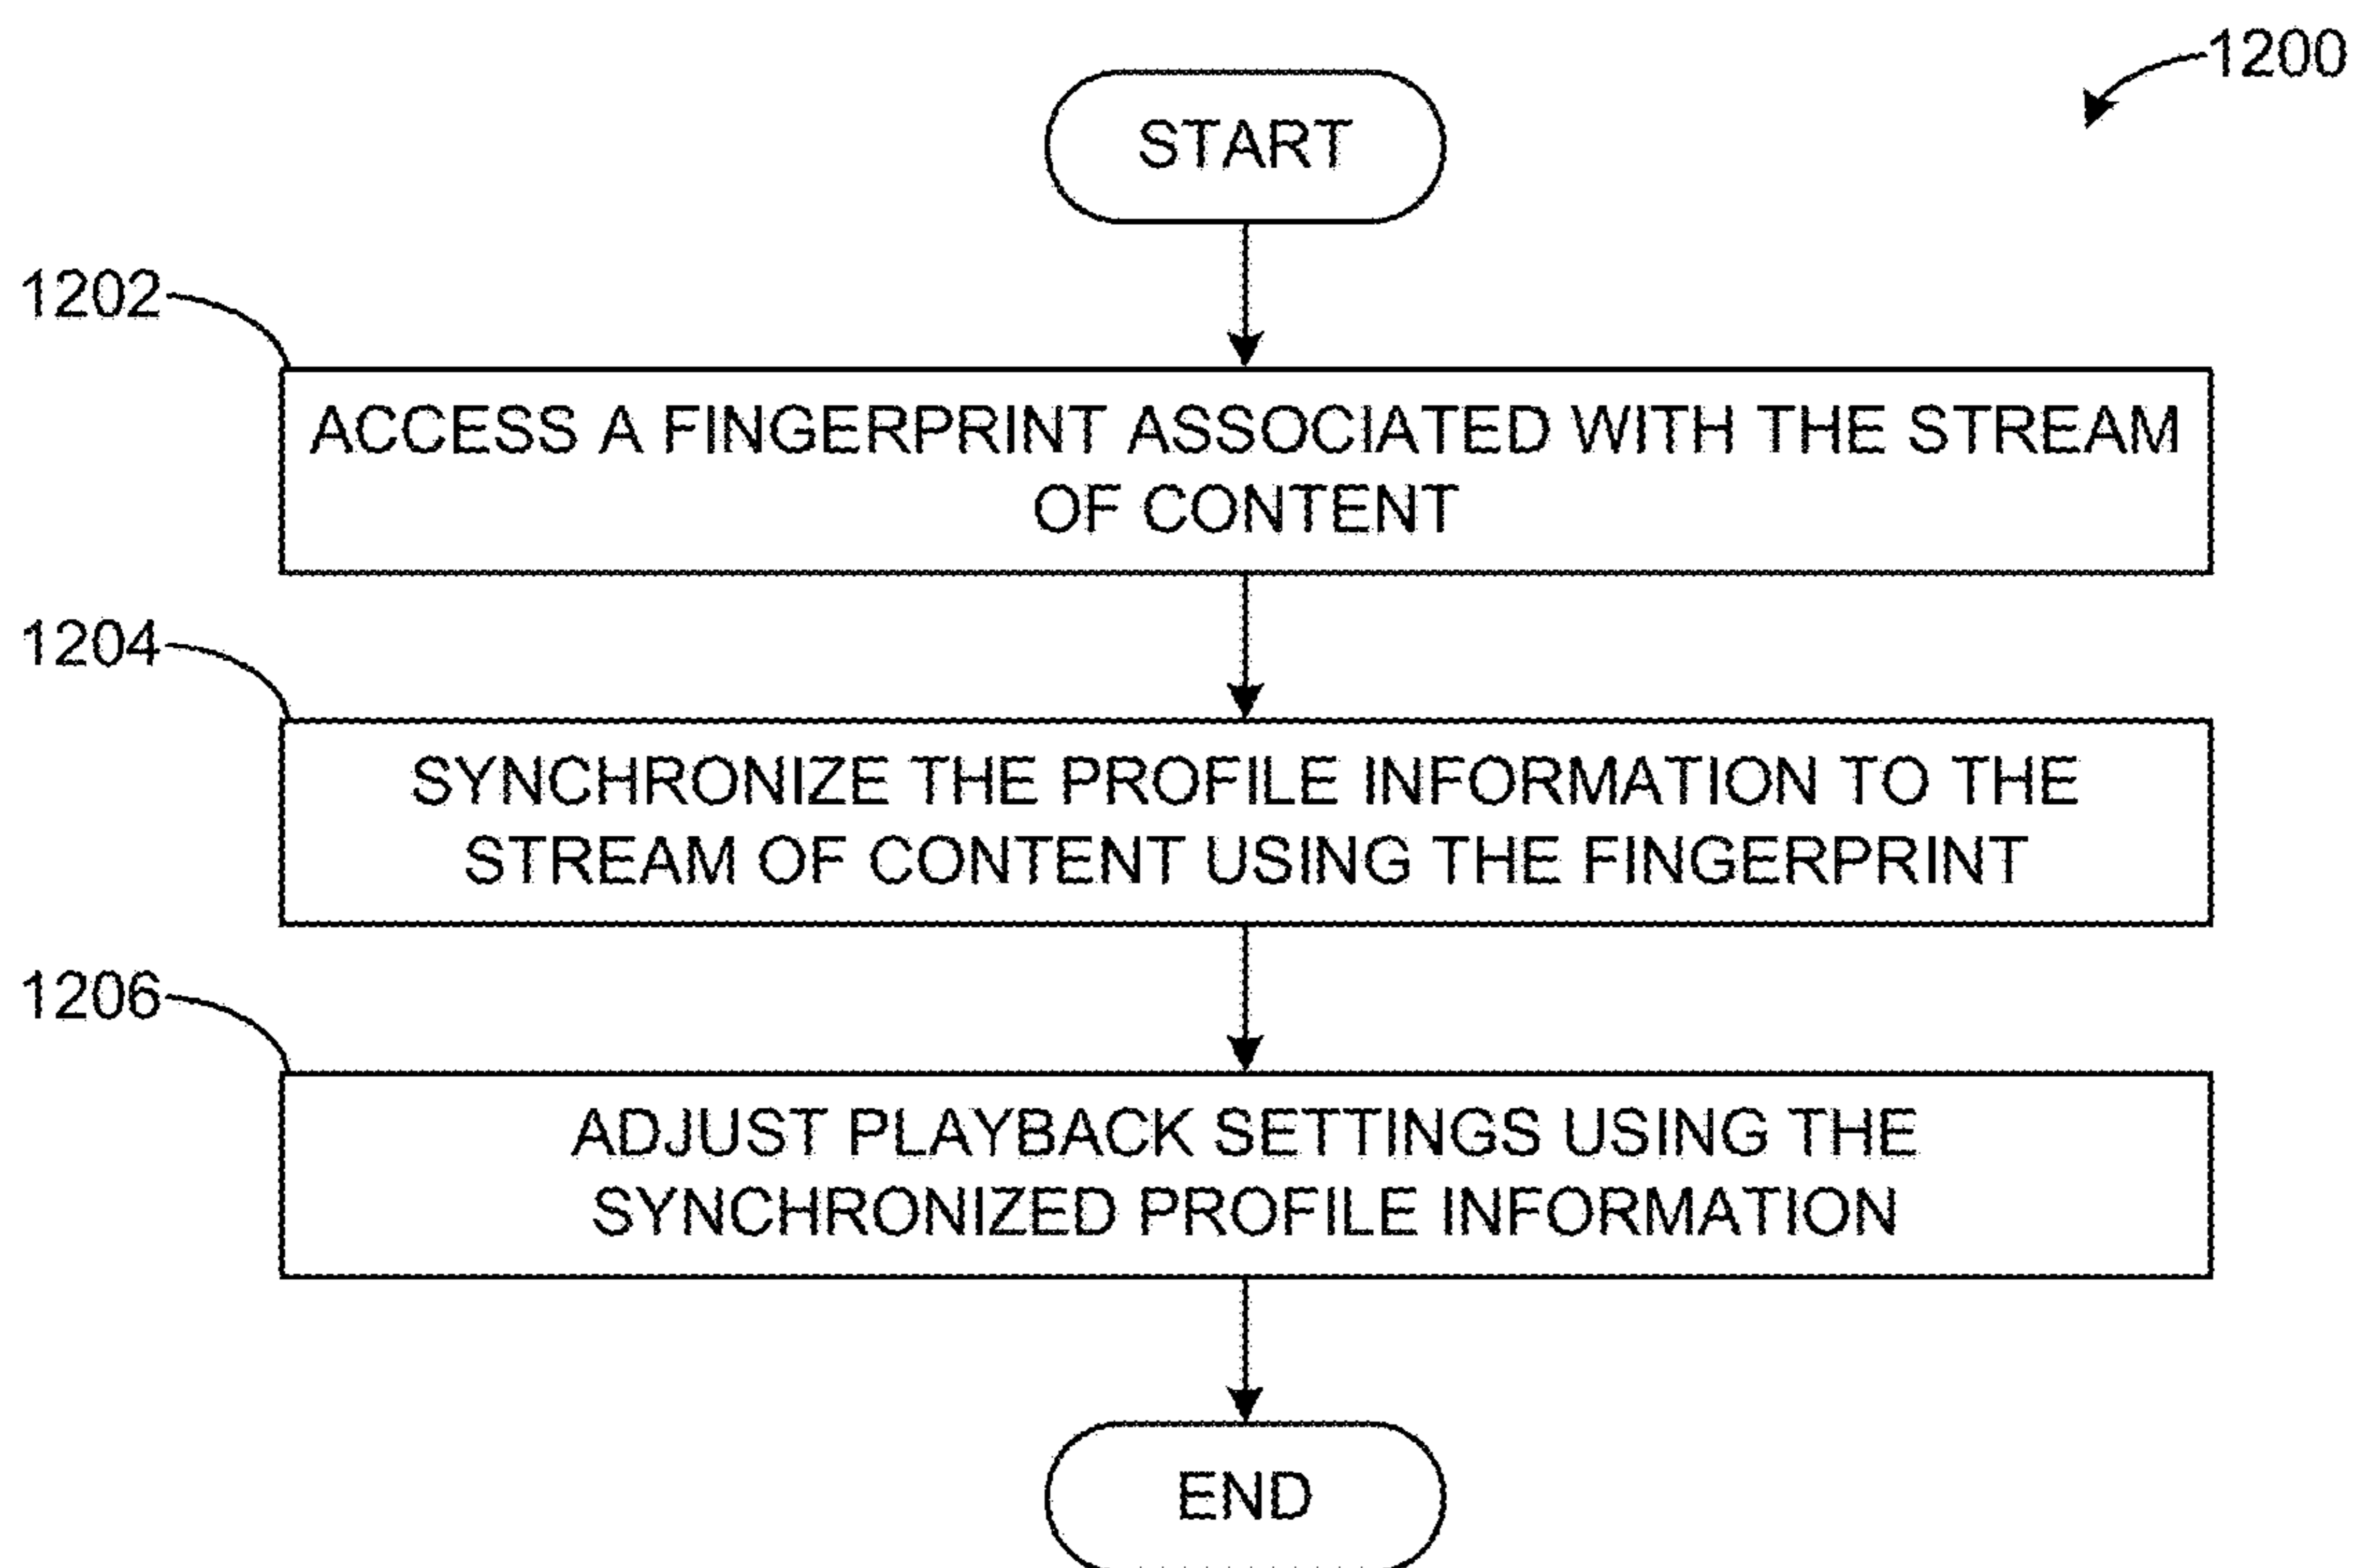 1200
START
1202
ACCESS A FINGERPRINT ASSOCIATED WITH THE STREAM
OF CONTENT
1204
SYNCHRONIZE THE PROFILE INFORMATION TO THE
STREAM OF CONTENT USING THE FINGERPRINT
1206
ADJUST PLAYBACK SETTINGS USING THE
SYNCHRONIZED PROFILE INFORMATION
END